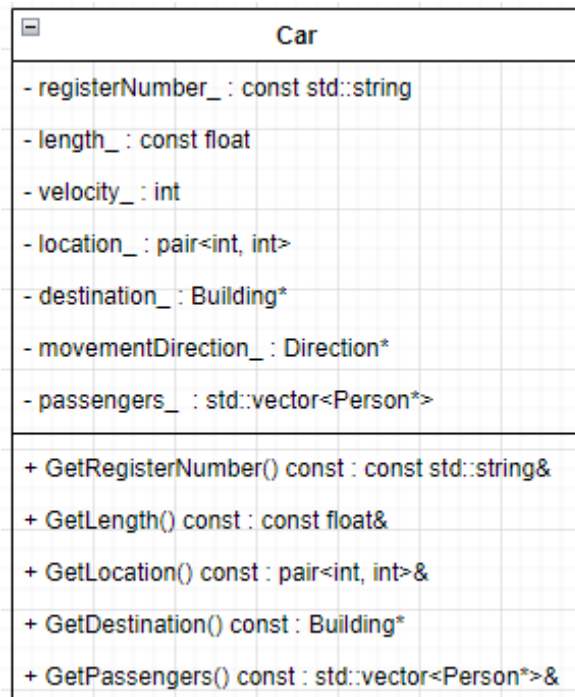 Car
- registerNumber_ : const std::string
- length_ : const float
- velocity_ : int
- location_ : pair<int, int>
- destination_ : Building*
- movementDirection_ : Direction*
- passengers_ : std::vector<Person*>
+ GetRegisterNumber() const : const std::string&
+ GetLength() const : const float&
+ GetLocation() const : pair<int, int>&
+ GetDestination() const : Building*
+ GetPassengers() const : std::vector<Person*>&